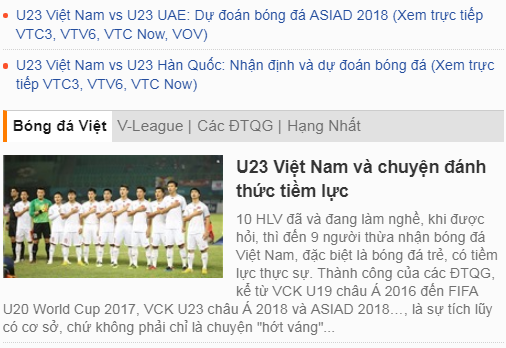 U23 Việt Nam vs U23 UAE: Dự đoán bóng đá ASIAD 2018 (Xem trực tiếp
VTC3, VTV6, VTC Now, VOV)
U23 Việt Nam vs U23 Hàn Quốc: Nhận định và dự đoán bóng đá (Xem trực
tiếp VTC3, VTV6, VTC Now)
Bóng đá Việt V-League | Các ĐTQG | Hạng Nhất
U23 Việt Nam và chuyện đánh
thức tiềm lực
10 HLV đã và đang làm nghề, khi được
hỏi, thì đến 9 người thừa nhận bóng đá
Việt Nam, đặc biệt là bóng đá trẻ, có tiềm
lực thực sự. Thành công của các ĐTQG,
kể từ VCK U19 châu Á 2016 đến FIFA
U20 World Cup 2017, VCK U23 châu Á 2018 và ASIAD 2018..., là sự tích lũy
có cơ sở, chứ không phải chỉ là chuyện "hớt váng"...